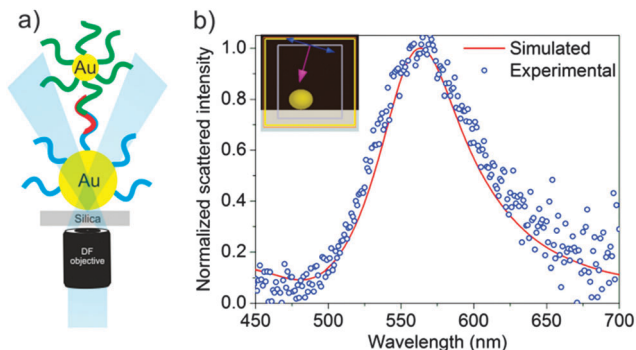 a)
Au
Au
Silica
DF
objective
b)
Normalized scattered intensity
1.0
0.8
0.6
0.4
0.2
0.0
Simulated
Experimental
450 500 550 600 650 700
Wavelength (nm)